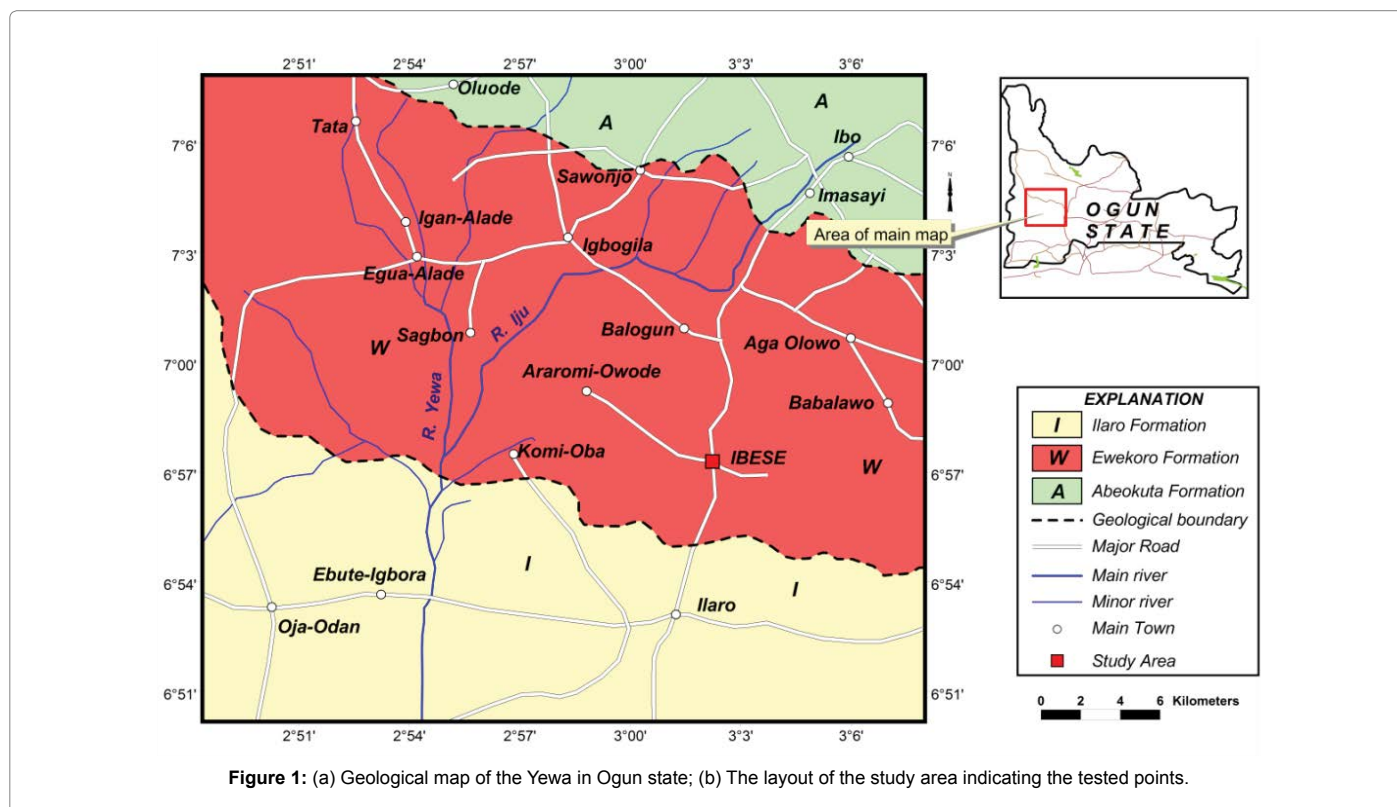 2°51' 2°54' 2°57' 3°00' 3°3' 3°6'
Oluode
A
A
Tata
Ibo
7°6'
7°6'
Sawonjo
Imasayi
N
Igan-Alade
Igbogila
Area of main map
OGUN
STATE
7°3'
7°3'
Egua-Alade
R. Iju
Sagbon
Balogun
Aga Olowo
W
7°00'
7°00'
R. Yewa
Araromi-Owode
Babalawo
Komi-Oba
IBESE
W
6°57'
6°57'
Ebute-Igbora
I
I
6°54'
6°54'
Ilaro
Oja-Odan
6°51'
6°51'
2°51' 2°54' 2°57' 3°00' 3°3' 3°6'
EXPLANATION
I Ilaro Formation
W Ewekoro Formation
A Abeokuta Formation
Geological boundary
Major Road
Main river
Minor river
Main Town
Study Area
0 2 4 6 Kilometers
Figure 1: (a) Geological map of the Yewa in Ogun state; (b) The layout of the study area indicating the tested points.